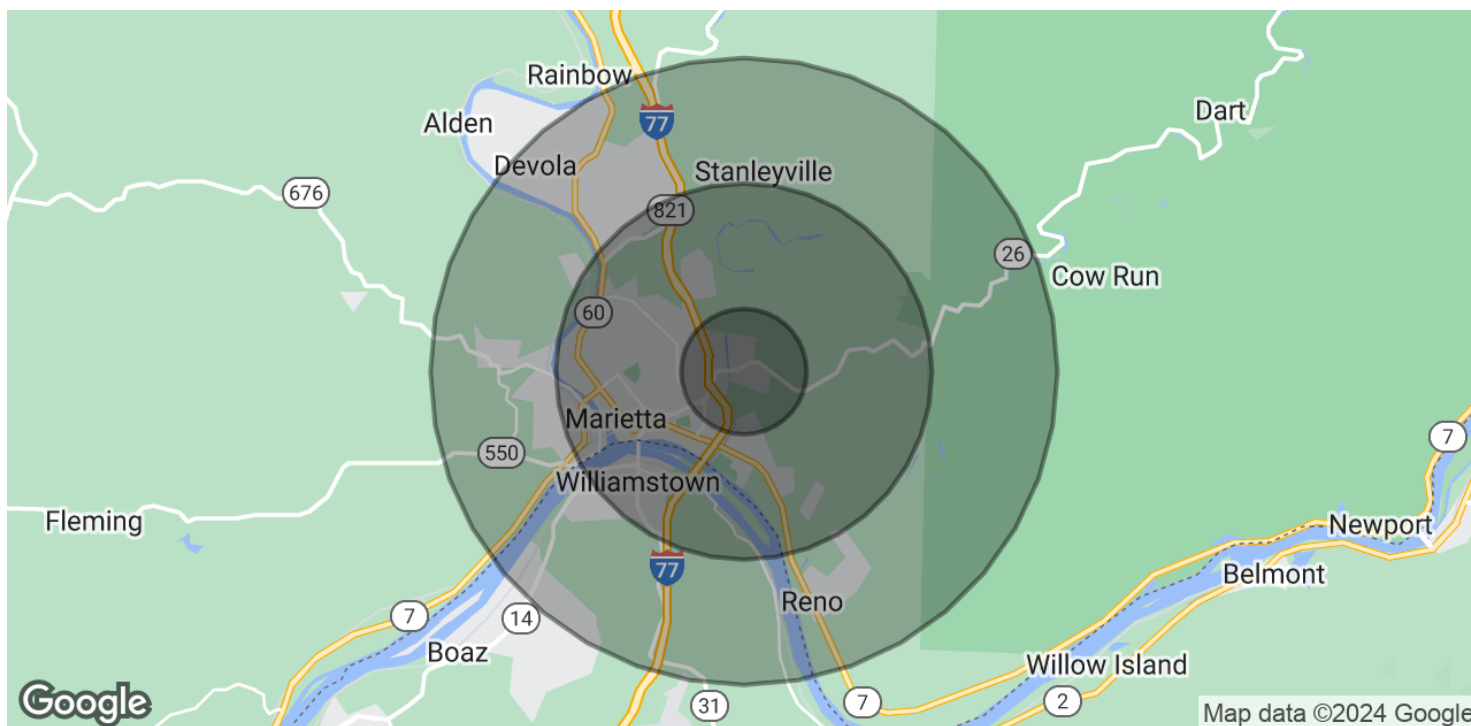 Rainbow
77
Alden
Dart
Devola
Stanleyville
676
821
26
Cow Run
60
Marietta
7
550
Williamstown
Fleming
Newport
77
Belmont
Reno
7
14
Boaz
Willow Island
Google
31
7
2
Map data ©2024 Google